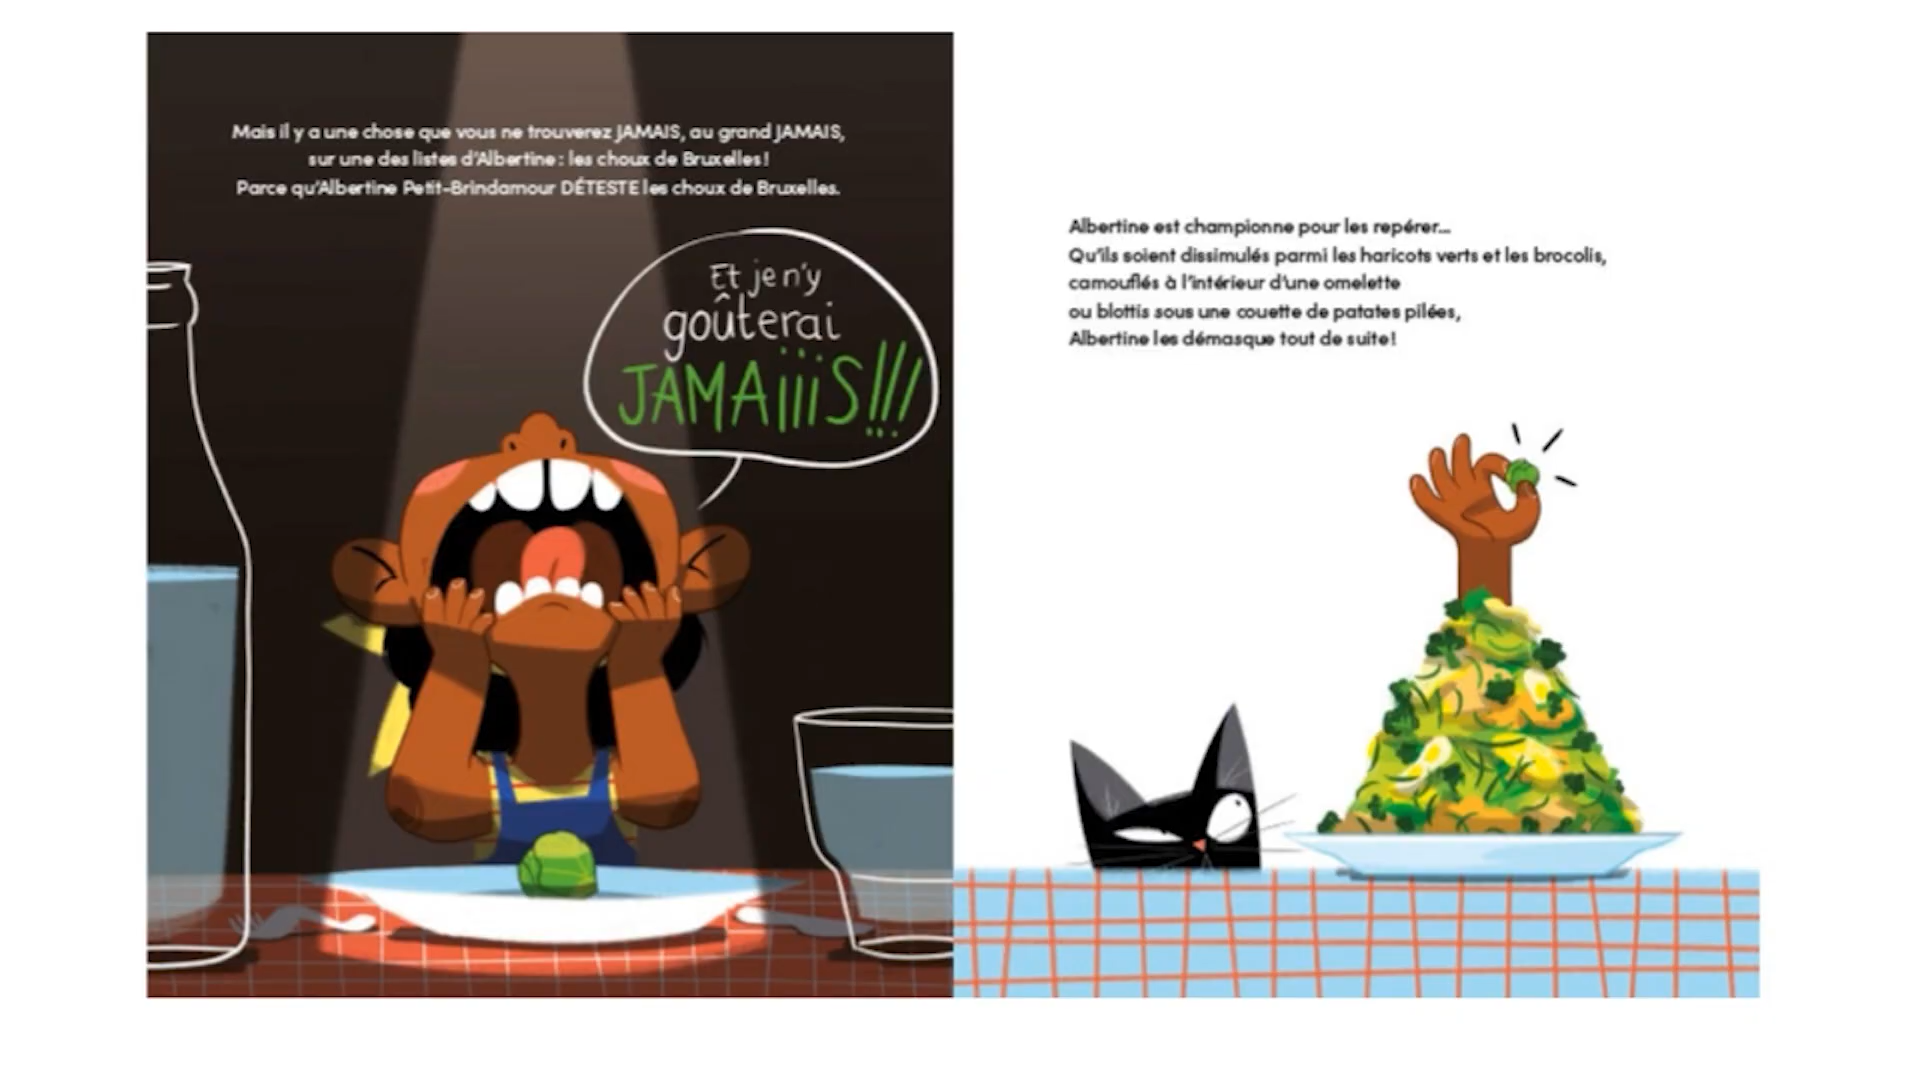 Mais il y a une chose que vous ne trouverez JAMAIS, au grand JAMAIS,
sur une des listes d'Albertine : les choux de Bruxelles !
Parce qu'Albertine Petit-Brindamour DÉTESTE les choux de Bruxelles.
Et je n'y
goûterai
JAMAiiiS!!!
Albertine est championne pour les repérer...
Qu'ils soient dissimulés parmi les haricots verts et les brocolis,
camouflés à l'intérieur d'une omelette
ou blottis sous une couette de patates pilées,
Albertine les démasque tout de suite !